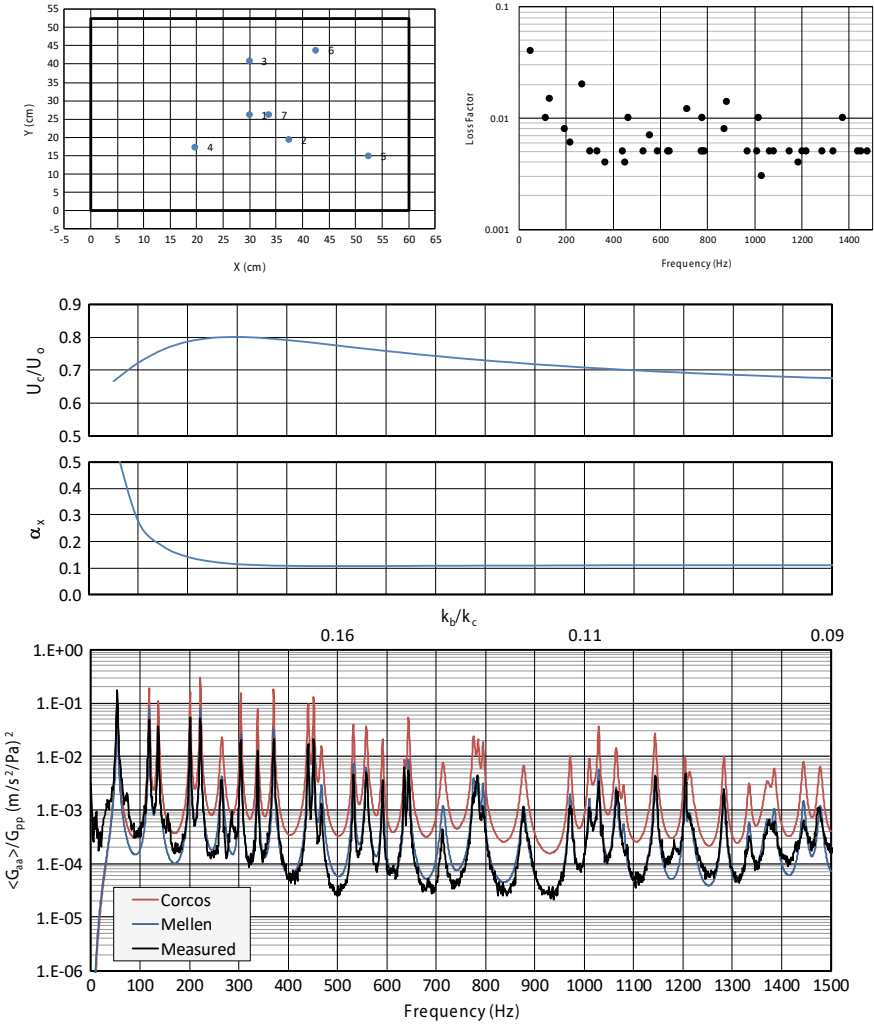 55
50
45
40
35
30
25
20
15
10
5
0
-5
Y (cm)
6
3
1
7
2
4
5
-5 0 5 10 15 20 25 30 35 40 45 50 55 60 65
X (cm)
0.1
0.01
0.001
Loss Factor
0 200 400 600 800 1000 1200 1400
Frequency (Hz)
0.9
0.8
0.7
0.6
0.5
Uc/Uo
0.5
0.4
0.3
0.2
0.1
0.0
αx
kb/kc
0.16 0.11 0.09
1.E+00
1.E-01
1.E-02
1.E-03
1.E-04
1.E-05
1.E-06
<Gaa>/Gpp (m/s²/Pa) ²
Corcos
Mellen
Measured
0 100 200 300 400 500 600 700 800 900 1000 1100 1200 1300 1400 1500
Frequency (Hz)